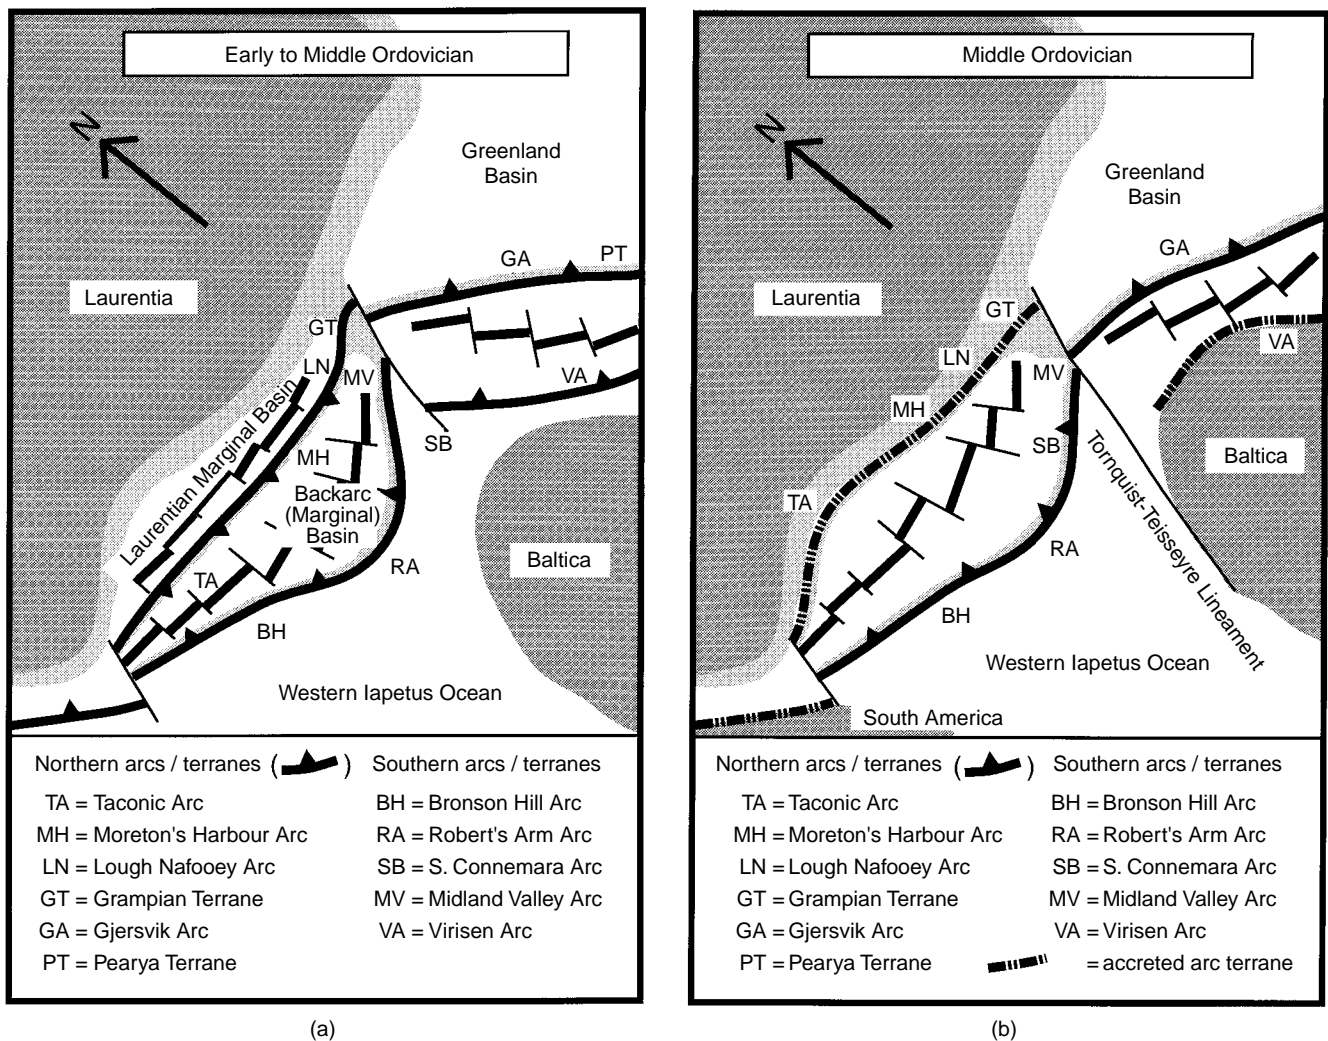 Early to Middle Ordovician
N
Greenland
Basin
GA
PT
Laurentia
GT
LN
MV
VA
SB
Laurentian Marginal Basin
MH
Backarc
(Marginal)
Basin
Baltica
TA
RA
BH
Western Iapetus Ocean
Northern arcs / terranes ( ) Southern arcs / terranes
TA = Taconic Arc BH = Bronson Hill Arc
MH = Moreton's Harbour Arc RA = Robert's Arm Arc
LN = Lough Nafooey Arc SB = S. Connemara Arc
GT = Grampian Terrane MV = Midland Valley Arc
GA = Gjersvik Arc VA = Virisen Arc
PT = Pearya Terrane
(a)
Middle Ordovician
N
Greenland
Basin
GA
Laurentia
GT
VA
LN
MV
MH
SB
Baltica
TA
Tornquist-Teisseyre Lineament
RA
BH
Western Iapetus Ocean
South America
Northern arcs / terranes ( ) Southern arcs / terranes
TA = Taconic Arc BH = Bronson Hill Arc
MH = Moreton's Harbour Arc RA = Robert's Arm Arc
LN = Lough Nafooey Arc SB = S. Connemara Arc
GT = Grampian Terrane MV = Midland Valley Arc
GA = Gjersvik Arc VA = Virisen Arc
PT = Pearya Terrane = accreted arc terrane
(b)